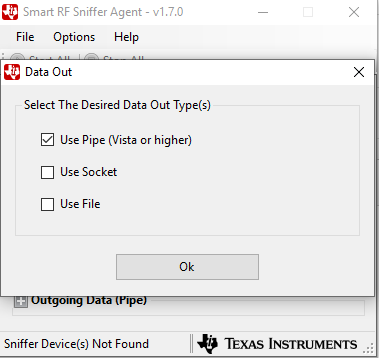 Smart RF Sniffer Agent - v1.7.0
File Options Help
Start All Stop All
Data Out
Select The Desired Data Out Type(s)
Use Pipe (Vista or higher)
Use Socket
Use File
Ok
Outgoing Data (Pipe)
Sniffer Device(s) Not Found
TEXAS INSTRUMENTS